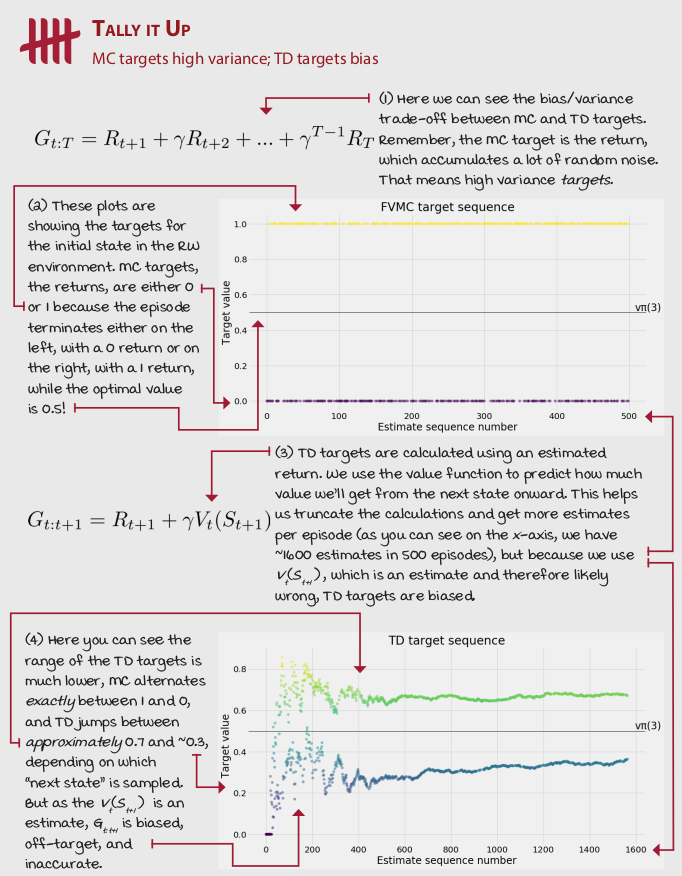 TALLY IT UP
MC targets high variance; TD targets bias
(1) Here we can see the bias/variance
trade-off between MC and TD targets.
Remember, the MC target is the return,
which accumulates a lot of random noise.
That means high variance targets.
G_{t:T} = R_{t+1} + γR_{t+2} + ... + γ^{T−1}R_T
(2) These plots are
showing the targets for
the initial state in the RW
environment. MC targets,
the returns, are either 0
or 1 because the episode
terminates either on the
left, with a 0 return or on
the right, with a 1 return,
while the optimal value
is 0.5!
FVMC target sequence
Target value
1.0
0.8
0.6
0.4
0.2
0.0
vπ(3)
0 100 200 300 400 500
Estimate sequence number
(3) TD targets are calculated using an estimated
return. We use the value function to predict how much
value we'll get from the next state onward. This helps
us truncate the calculations and get more estimates
per episode (as you can see on the x-axis, we have
~1600 estimates in 500 episodes), but because we use
V_t(S_{t+1}), which is an estimate and therefore likely
wrong, TD targets are biased.
G_{t:t+1} = R_{t+1} + γV_t(S_{t+1})
(4) Here you can see the
range of the TD targets is
much lower, MC alternates
exactly between 1 and 0,
and TD jumps between
approximately 0.7 and ~0.3,
depending on which
"next state" is sampled.
But as the V_t(S_{t+1}) is an
estimate, G_{t:t+1} is biased,
off-target, and
inaccurate.
TD target sequence
Target value
0.8
0.6
0.4
0.2
0.0
vπ(3)
0 200 400 600 800 1000 1200 1400 1600
Estimate sequence number